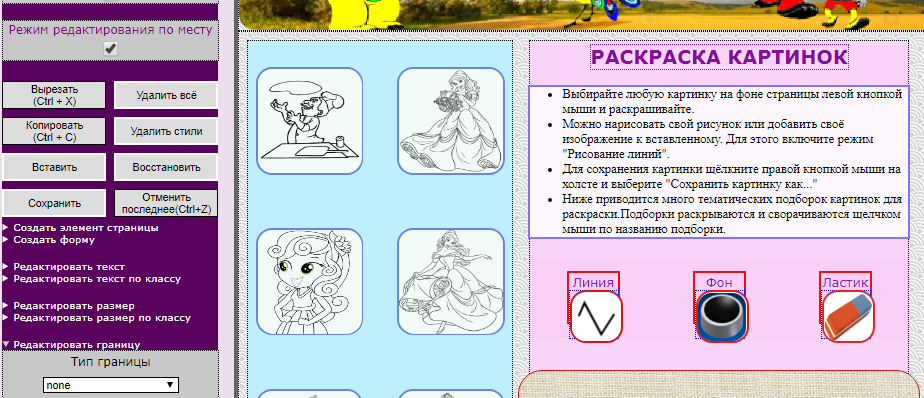 Режим редактирования по месту
Вырезать
(Ctrl + X)
Удалить всё
Копировать
(Ctrl + C)
Удалить стили
Вставить
Восстановить
Сохранить
Отменить
последнее(Ctrl+Z)
Создать элемент страницы
Создать форму
Редактировать текст
Редактировать текст по классу
Редактировать размер
Редактировать размер по классу
Редактировать границу
Тип границы
none
РАСКРАСКА КАРТИНОК
Выбирайте любую картинку на фоне страницы левой кнопкой
мыши и раскрашивайте.
Можно нарисовать свой рисунок или добавить своё
изображение к вставленному. Для этого включите режим
"Рисование линий".
Для сохранения картинки щёлкните правой кнопкой мыши на
холсте и выберите "Сохранить картинку как..."
Ниже приводится много тематических подборок картинок для
раскраски.Подборки раскрываются и сворачиваются щелчком
мыши по названию подборки.
Линия
Фон
Ластик